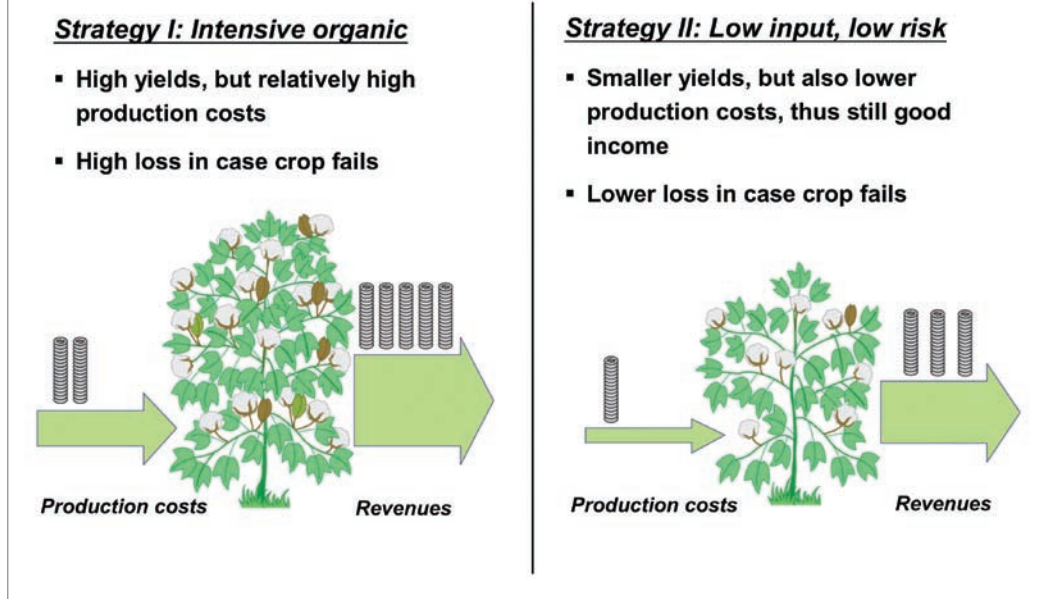 Strategy I: Intensive organic
▪ High yields, but relatively high
production costs
▪ High loss in case crop fails
Production costs
Revenues
Strategy II: Low input, low risk
▪ Smaller yields, but also lower
production costs, thus still good
income
▪ Lower loss in case crop fails
Production costs
Revenues